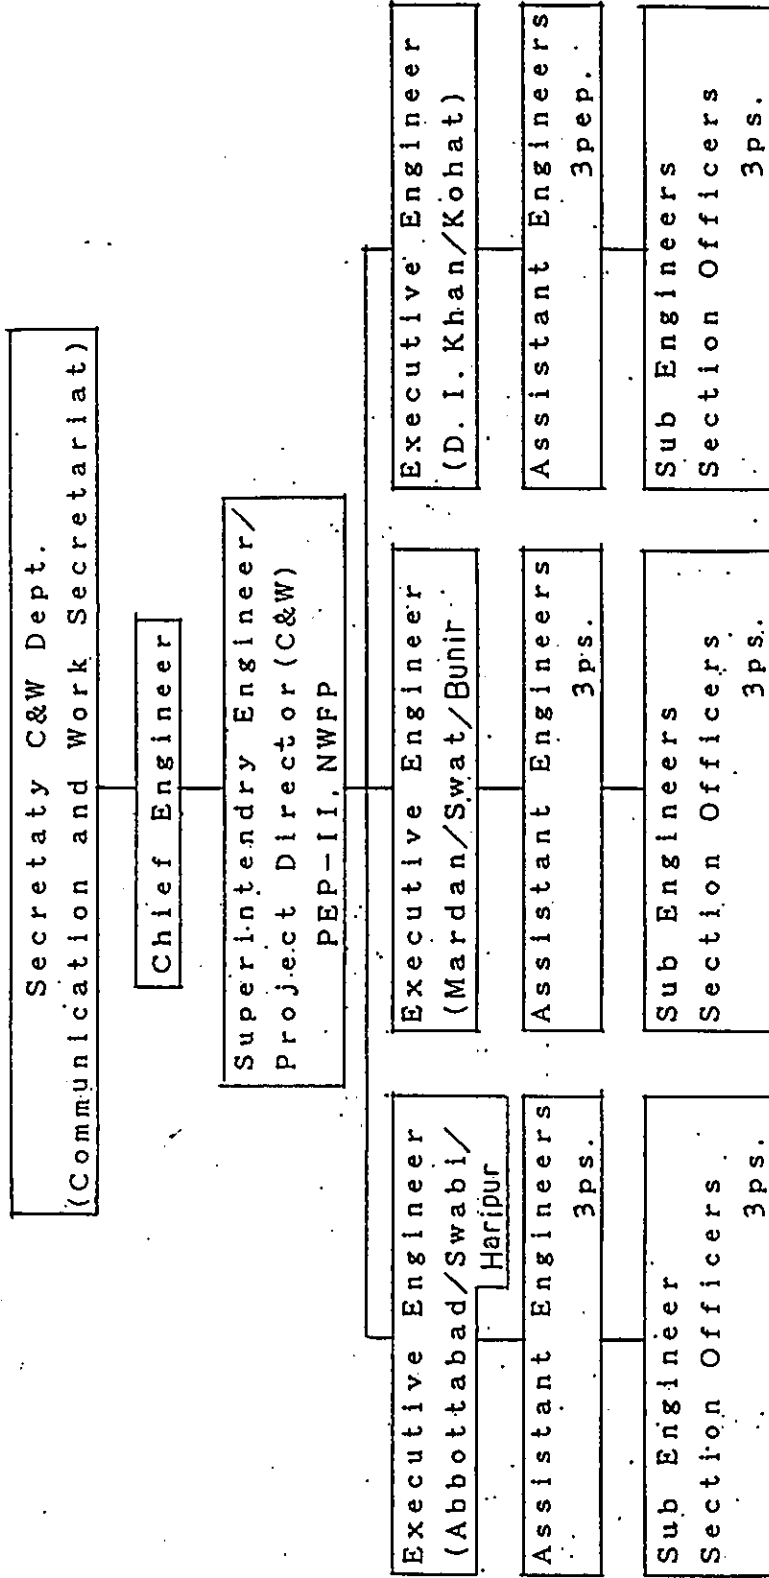 Secretaty C&W Dept.
(Communication and Work Secretariat)
Chief Engineer
Superintendry Engineer/
Project Director(C&W)
PEP-II, NWFP
Executive Engineer
(Abbottabad/Swabi/
Haripur
Assistant Engineers
3ps.
Sub Engineer
Section Officers
3ps.
Executive Engineer
(Mardan/Swat/Bunir
Assistant Engineers
3ps.
Sub Engineers
Section Officers
3ps.
Executive Engineer
(D.I.Khan/Kohat)
Assistant Engineers
3pep.
Sub Engineers
Section Officers
3ps.